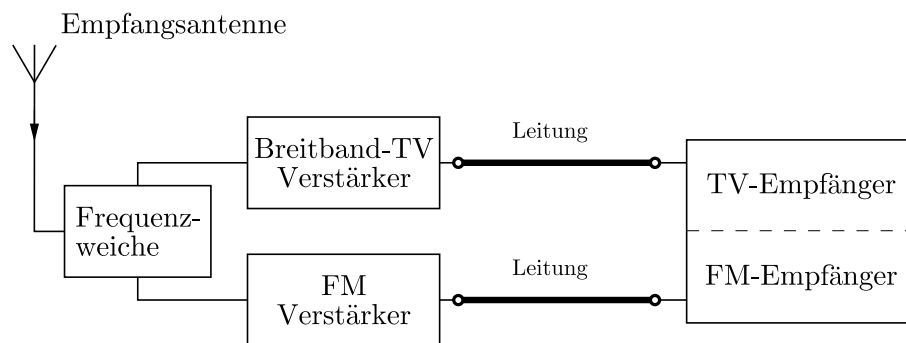 Empfangsantenne
Breitband-TV
Verstärker
Leitung
TV-Empfänger
Frequenz-
weiche
FM
Verstärker
Leitung
FM-Empfänger